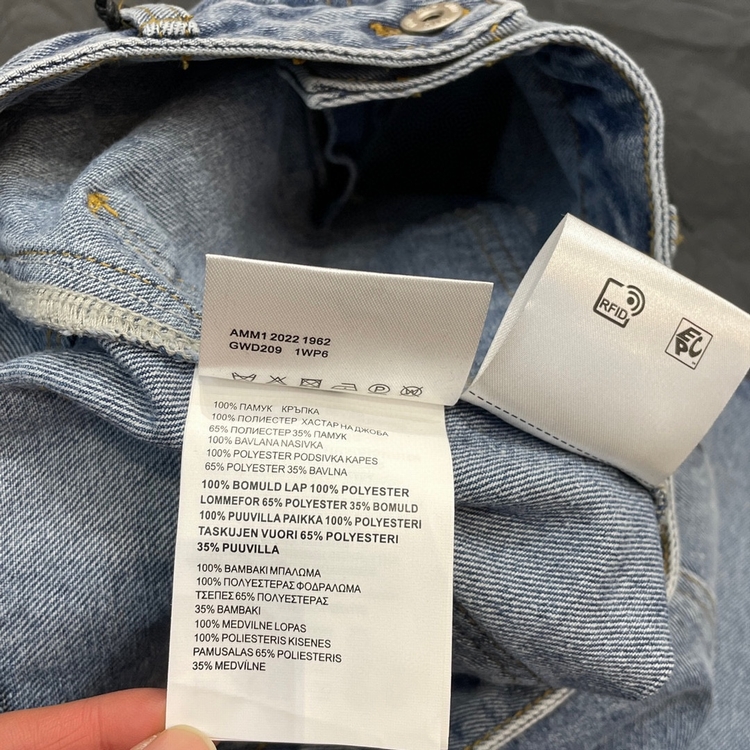 AMM1 2022 1962
GWD209 1WP6
100% ПАМУК КРЪПКА
100% ПОЛИЕСТЕР ХАСТАР НА ДЖОБА
65% ПОЛИЕСТЕР 35% ПАМУК
100% BAVLANA NASIVKA
100% POLYESTER PODSIVKA KAPES
65% POLYESTER 35% BAVLNA
100% BOMULD LAP 100% POLYESTER
LOMMEFOR 65% POLYESTER 35% BOMULD
100% PUUVILLA PAIKKA 100% POLYESTERI
TASKUJEN VUORI 65% POLYESTERI
35% PUUVILLA
100% ΒΑΜΒΑΚΙ ΜΠΑΛΩΜΑ
100% ΠΟΛΥΕΣΤΕΡΑΣ ΦΟΔΡΑΛΩΜΑ
ΤΣΕΠΕΣ 65% ΠΟΛΥΕΣΤΕΡΑΣ
35% ΒΑΜΒΑΚΙ
100% MEDVILNE LOPAS
100% POLIESTERIS KISENES
PAMUSALAS 65% POLIESTERIS
35% MEDVÍLNE
RFID
EPC